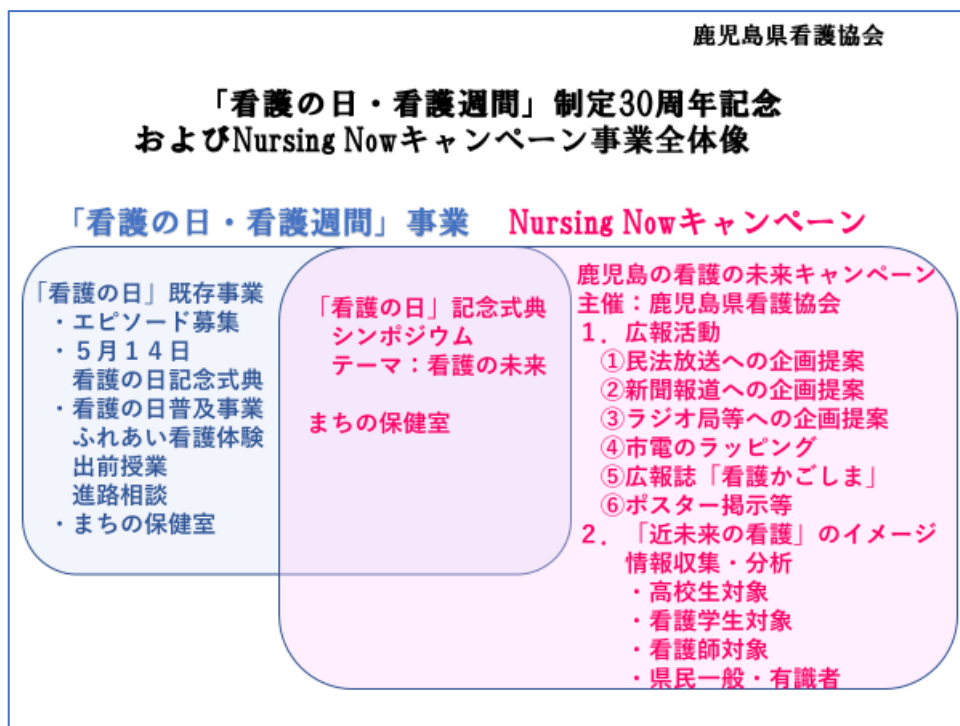 鹿児島県看護協会
「看護の日・看護週間」制定30周年記念
およびNursing Nowキャンペーン事業全体像
「看護の日・看護週間」事業
Nursing Nowキャンペーン
「看護の日」既存事業
・エピソード募集
・５月１４日
看護の日記念式典
・看護の日普及事業
ふれあい看護体験
出前授業
進路相談
・まちの保健室
「看護の日」記念式典
シンポジウム
テーマ：看護の未来
まちの保健室
鹿児島の看護の未来キャンペーン
主催：鹿児島県看護協会
１．広報活動
①民法放送への企画提案
②新聞報道への企画提案
③ラジオ局等への企画提案
④市電のラッピング
⑤広報誌「看護かごしま」
⑥ポスター掲示等
２．「近未来の看護」のイメージ
情報収集・分析
・高校生対象
・看護学生対象
・看護師対象
・県民一般・有識者